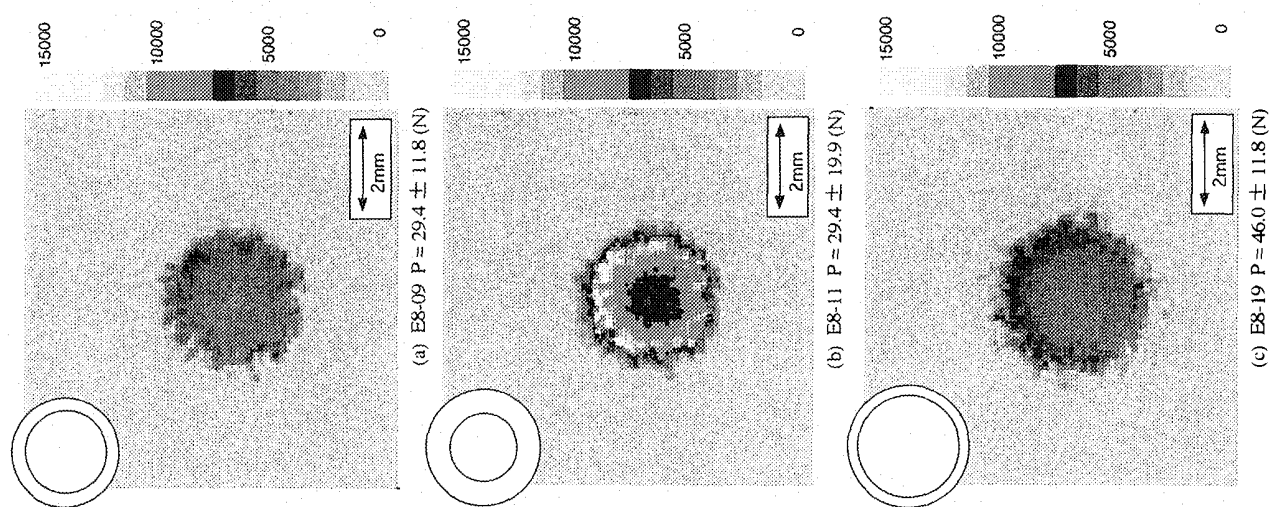 15000
10000
5000
0
2mm
(a) E8-09 P = 29.4 ± 11.8 (N)
15000
10000
5000
0
2mm
(b) E8-11 P = 29.4 ± 19.9 (N)
15000
10000
5000
0
2mm
(c) E8-19 P = 46.0 ± 11.8 (N)